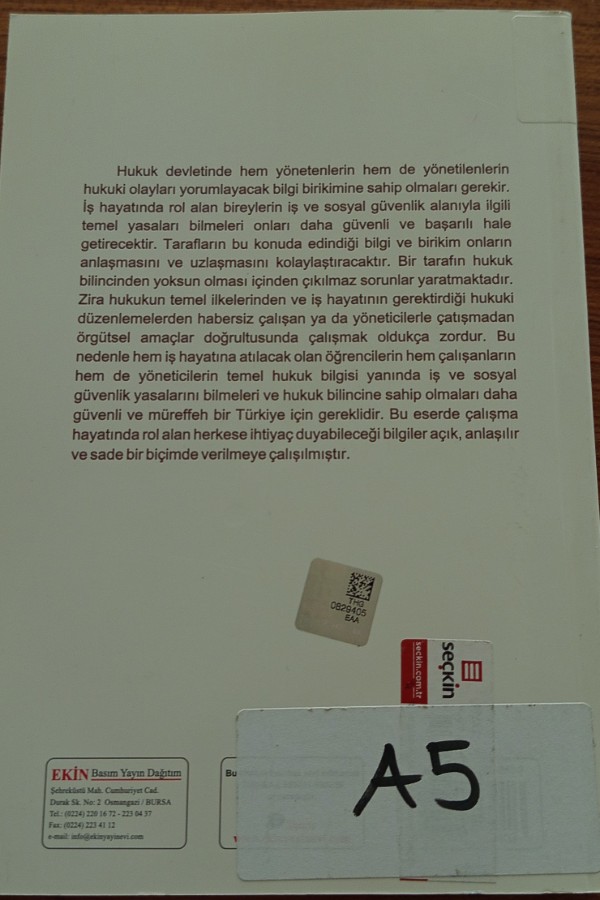 Hukuk devletinde hem yönetenlerin hem de yönetilenlerin
hukuki olayları yorumlayacak bilgi birikimine sahip olmaları gerekir.
İş hayatında rol alan bireylerin iş ve sosyal güvenlik alanıyla ilgili
temel yasaları bilmeleri onları daha güvenli ve başarılı hale
getirecektir. Tarafların bu konuda edindiği bilgi ve birikim onların
anlaşmasını ve uzlaşmasını kolaylaştıracaktır. Bir tarafın hukuk
bilincinden yoksun olması içinden çıkılmaz sorunlar yaratmaktadır.
Zira hukukun temel ilkelerinden ve iş hayatının gerektirdiği hukuki
düzenlemelerden habersiz çalışan ya da yöneticilerle çatışmadan
örgütsel amaçlar doğrultusunda çalışmak oldukça zordur. Bu
nedenle hem iş hayatına atılacak olan öğrencilerin hem çalışanların
hem de yöneticilerin temel hukuk bilgisi yanında iş ve sosyal
güvenlik yasalarını bilmeleri ve hukuk bilincine sahip olmaları daha
güvenli ve müreffeh bir Türkiye için gereklidir. Bu eserde çalışma
hayatında rol alan herkese ihtiyaç duyabileceği bilgiler açık, anlaşılır
ve sade bir biçimde verilmeye çalışılmıştır.
THG
0829405
EAA
seçkin
seckin.com.tr
A5
EKİN Basım Yayın Dağıtım
Şehreküstü Mah. Cumhuriyet Cad.
Durak Sk. No: 2 Osmangazi / BURSA
Tel.: (0224) 220 16 72 - 223 04 37
Fax: (0224) 223 41 12
e-mail: info@ekinyayinevi.com